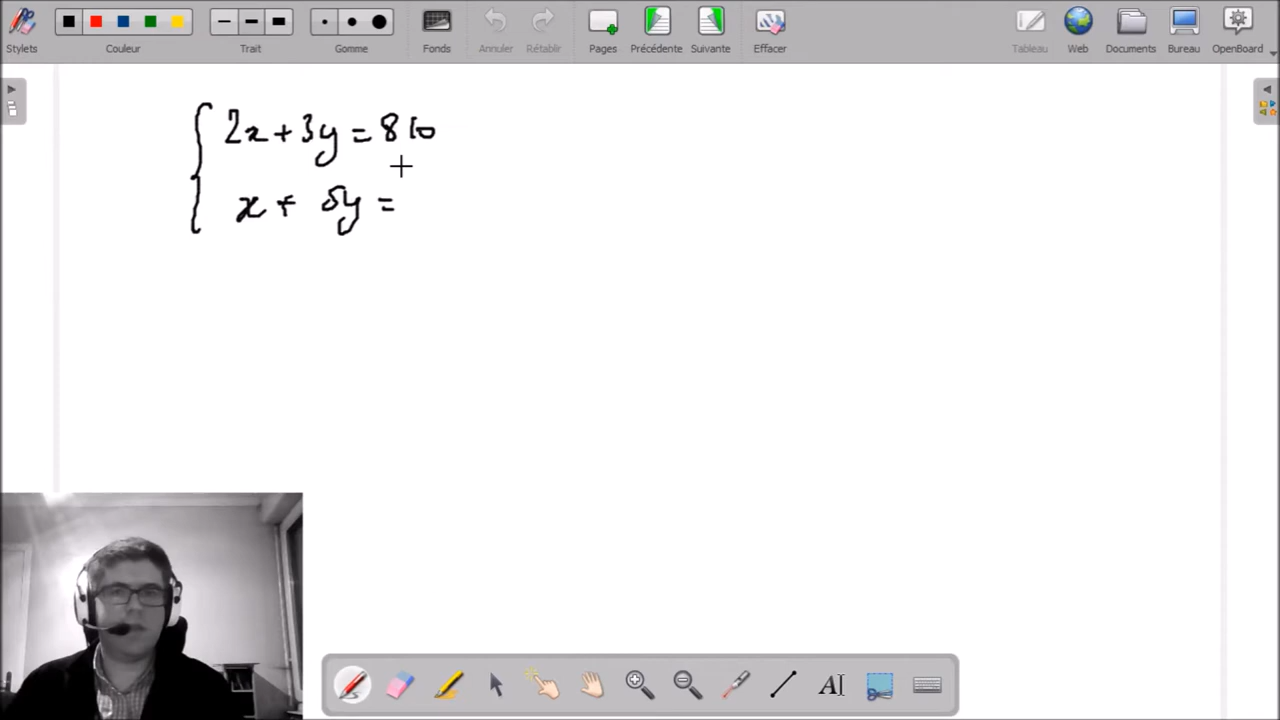 Stylets Couleur Trait Gomme Fonds Annuler Rétablir Pages Précédente Suivante Effacer Tableau Web Documents Bureau OpenBoard
2x + 3y = 810
x + 5y =
AI